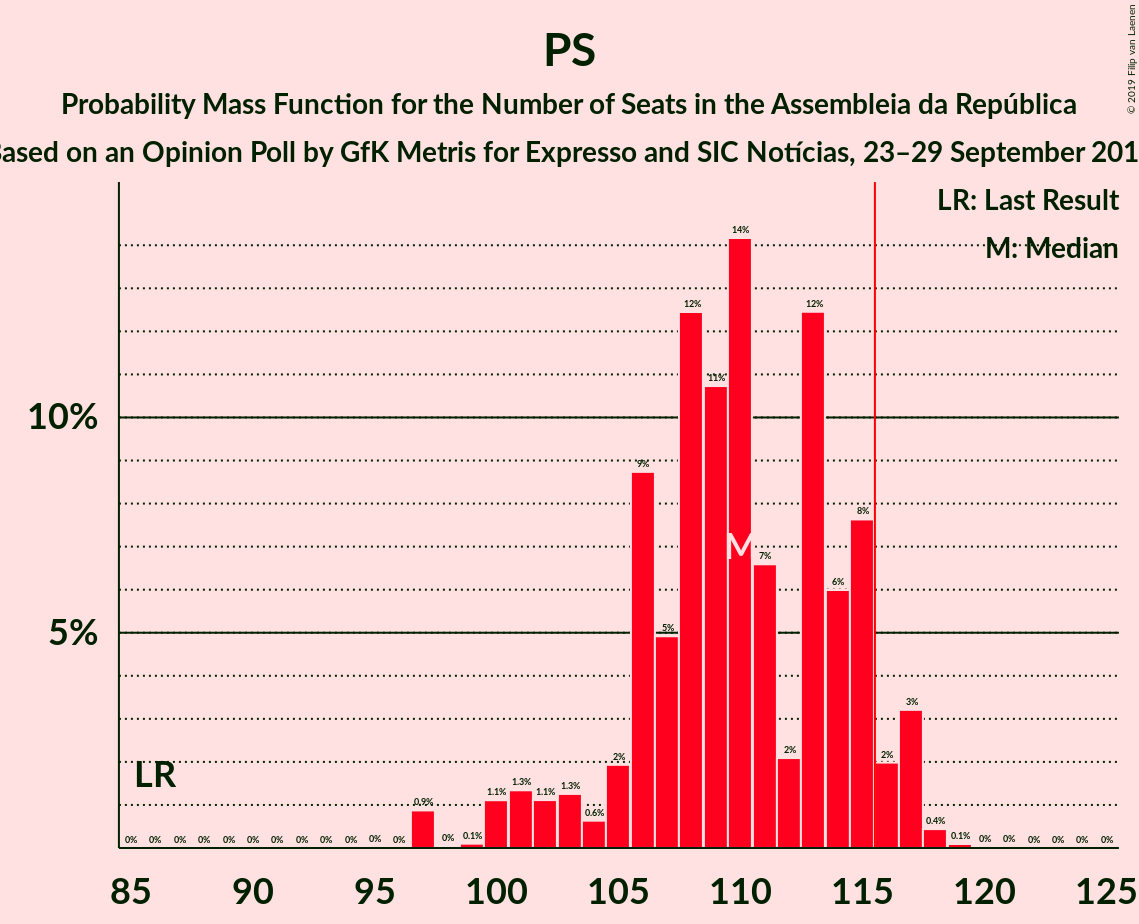 PS
Probability Mass Function for the Number of Seats in the Assembleia da República
Based on an Opinion Poll by GfK Metris for Expresso and SIC Notícias, 23–29 September 201
© 2019 Filip van Laenen
LR: Last Result
M: Median
10%
5%
LR
M
0% 0% 0% 0% 0% 0% 0% 0% 0% 0% 0% 0% 0.9% 0% 0.1% 1.1% 1.3% 1.1% 1.3% 0.6% 2% 9% 5% 12% 11% 14% 7% 2% 12% 6% 8% 2% 3% 0.4% 0.1% 0% 0% 0% 0% 0% 0%
85 90 95 100 105 110 115 120 125